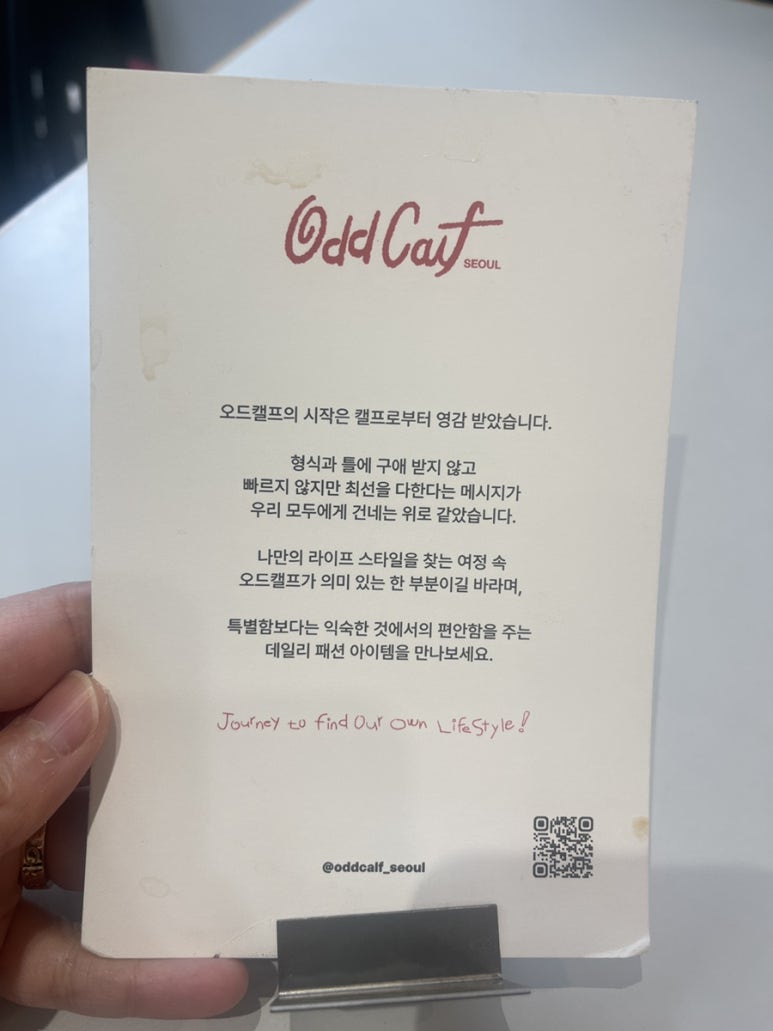 Odd Calf
SEOUL
오드캘프의 시작은 캘프로부터 영감 받았습니다.
형식과 틀에 구애 받지 않고
빠르지 않지만 최선을 다한다는 메시지가
우리 모두에게 건네는 위로 같았습니다.
나만의 라이프 스타일을 찾는 여정 속
오드캘프가 의미 있는 한 부분이길 바라며,
특별함보다는 익숙한 것에서의 편안함을 주는
데일리 패션 아이템을 만나보세요.
Journey to find Our Own LifeStyle!
@oddcalf_seoul